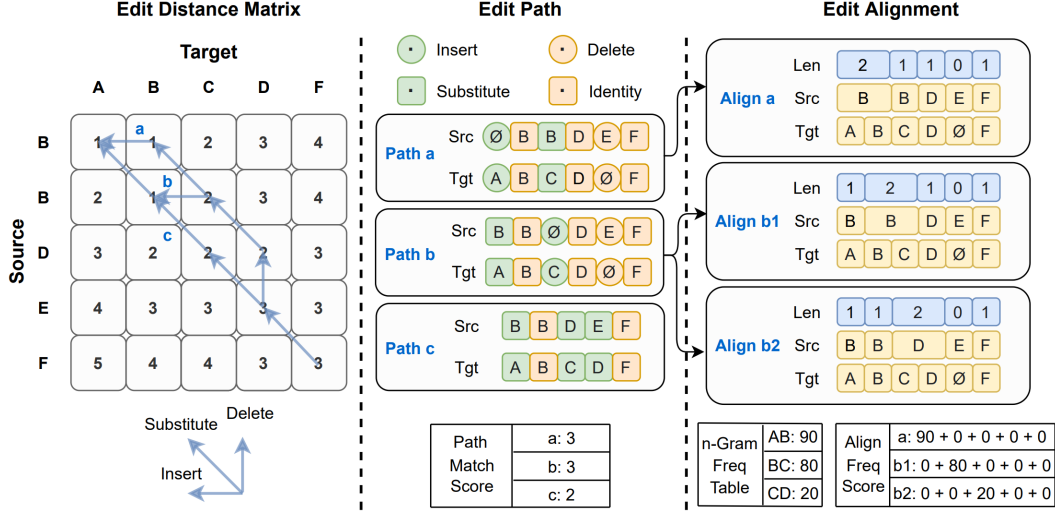 Edit Distance Matrix
Target
A B C D F
Source
B 1 1 2 3 4
B 2 1 2 3 3
D 3 2 2 2 3
E 4 3 3 3 3
F 5 4 4 3 3
a
b
c
Substitute
Delete
Insert
Edit Path
Insert
Delete
Substitute
Identity
Path a
Src Ø B B D E F
Tgt A B C D Ø F
Path b
Src B B Ø D E F
Tgt A B C D Ø F
Path c
Src B B D E F
Tgt A B C D F
Path Match Score
a: 3
b: 3
c: 2
Edit Alignment
Align a
Len 2 1 1 0 1
Src B B D E F
Tgt A B C D Ø F
Align b1
Len 1 2 1 0 1
Src B B D E F
Tgt A B C D Ø F
Align b2
Len 1 1 2 0 1
Src B B D E F
Tgt A B C D Ø F
n-Gram Freq Table
AB: 90
BC: 80
CD: 20
Align Freq Score
a: 90 + 0 + 0 + 0 + 0
b1: 0 + 80 + 0 + 0 + 0
b2: 0 + 0 + 20 + 0 + 0